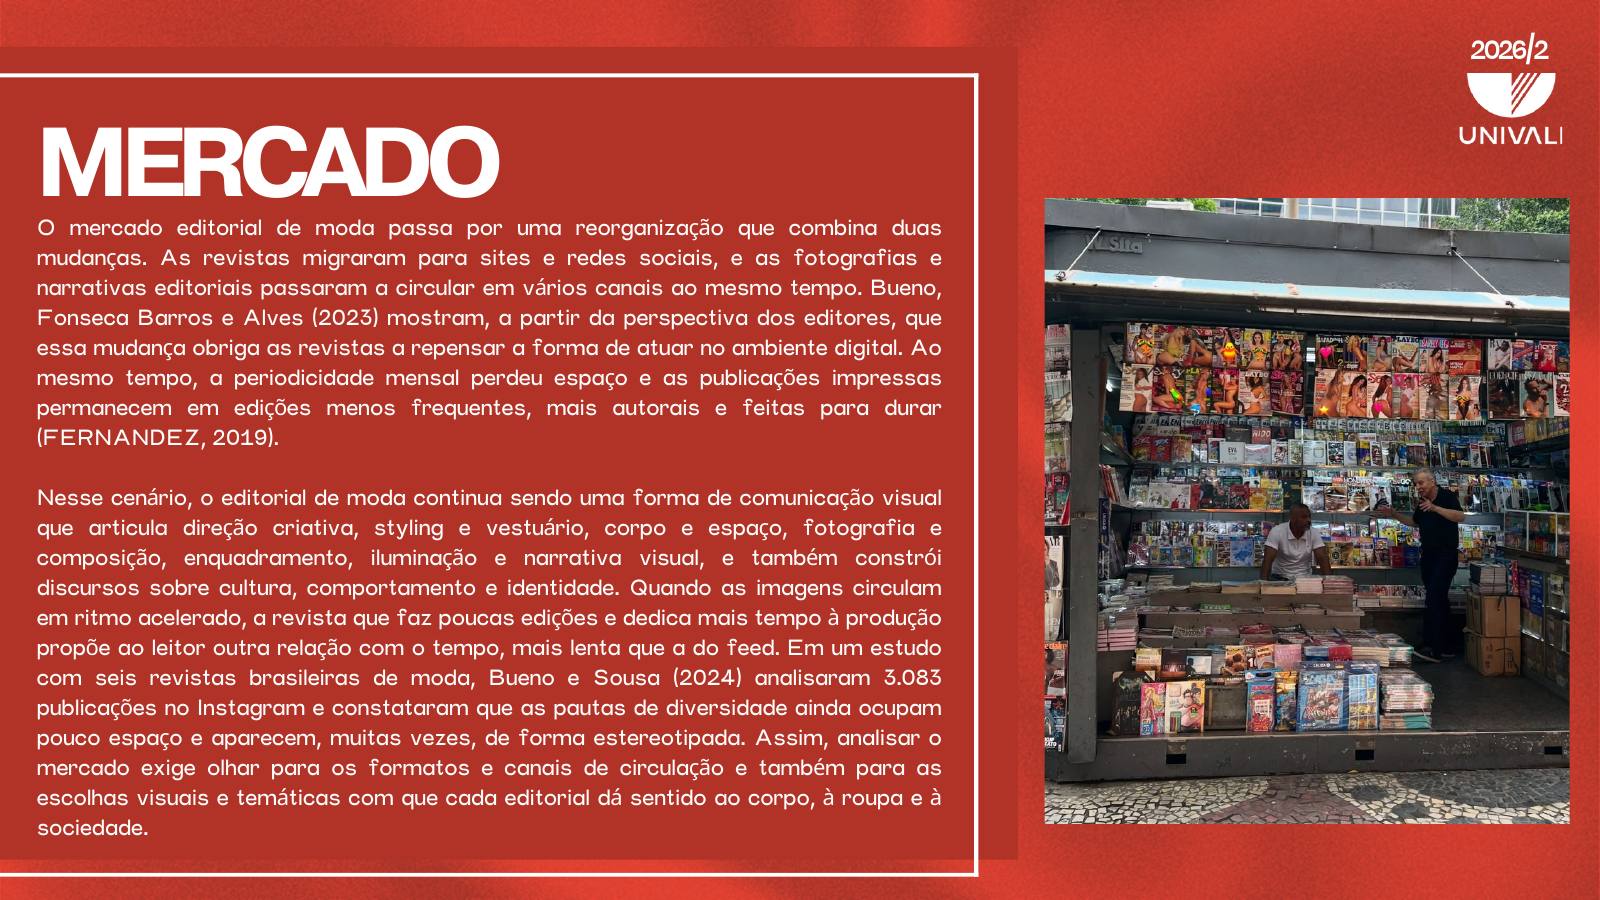 2026/2
UNIVALI
MERCADO
O mercado editorial de moda passa por uma reorganização que combina duas
mudanças. As revistas migraram para sites e redes sociais, e as fotografias e
narrativas editoriais passaram a circular em vários canais ao mesmo tempo. Bueno,
Fonseca Barros e Alves (2023) mostram, a partir da perspectiva dos editores, que
essa mudança obriga as revistas a repensar a forma de atuar no ambiente digital. Ao
mesmo tempo, a periodicidade mensal perdeu espaço e as publicações impressas
permanecem em edições menos frequentes, mais autorais e feitas para durar
(FERNANDEZ, 2019).
Nesse cenário, o editorial de moda continua sendo uma forma de comunicação visual
que articula direção criativa, styling e vestuário, corpo e espaço, fotografia e
composição, enquadramento, iluminação e narrativa visual, e também constrói
discursos sobre cultura, comportamento e identidade. Quando as imagens circulam
em ritmo acelerado, a revista que faz poucas edições e dedica mais tempo à produção
propõe ao leitor outra relação com o tempo, mais lenta que a do feed. Em um estudo
com seis revistas brasileiras de moda, Bueno e Sousa (2024) analisaram 3.083
publicações no Instagram e constataram que as pautas de diversidade ainda ocupam
pouco espaço e aparecem, muitas vezes, de forma estereotipada. Assim, analisar o
mercado exige olhar para os formatos e canais de circulação e também para as
escolhas visuais e temáticas com que cada editorial dá sentido ao corpo, à roupa e à
sociedade.